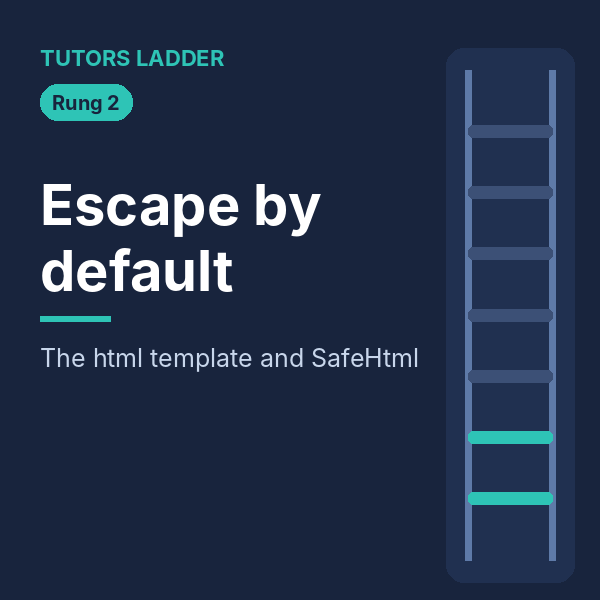 TUTORS LADDER
Rung 2
Escape by
default
The html template and SafeHtml